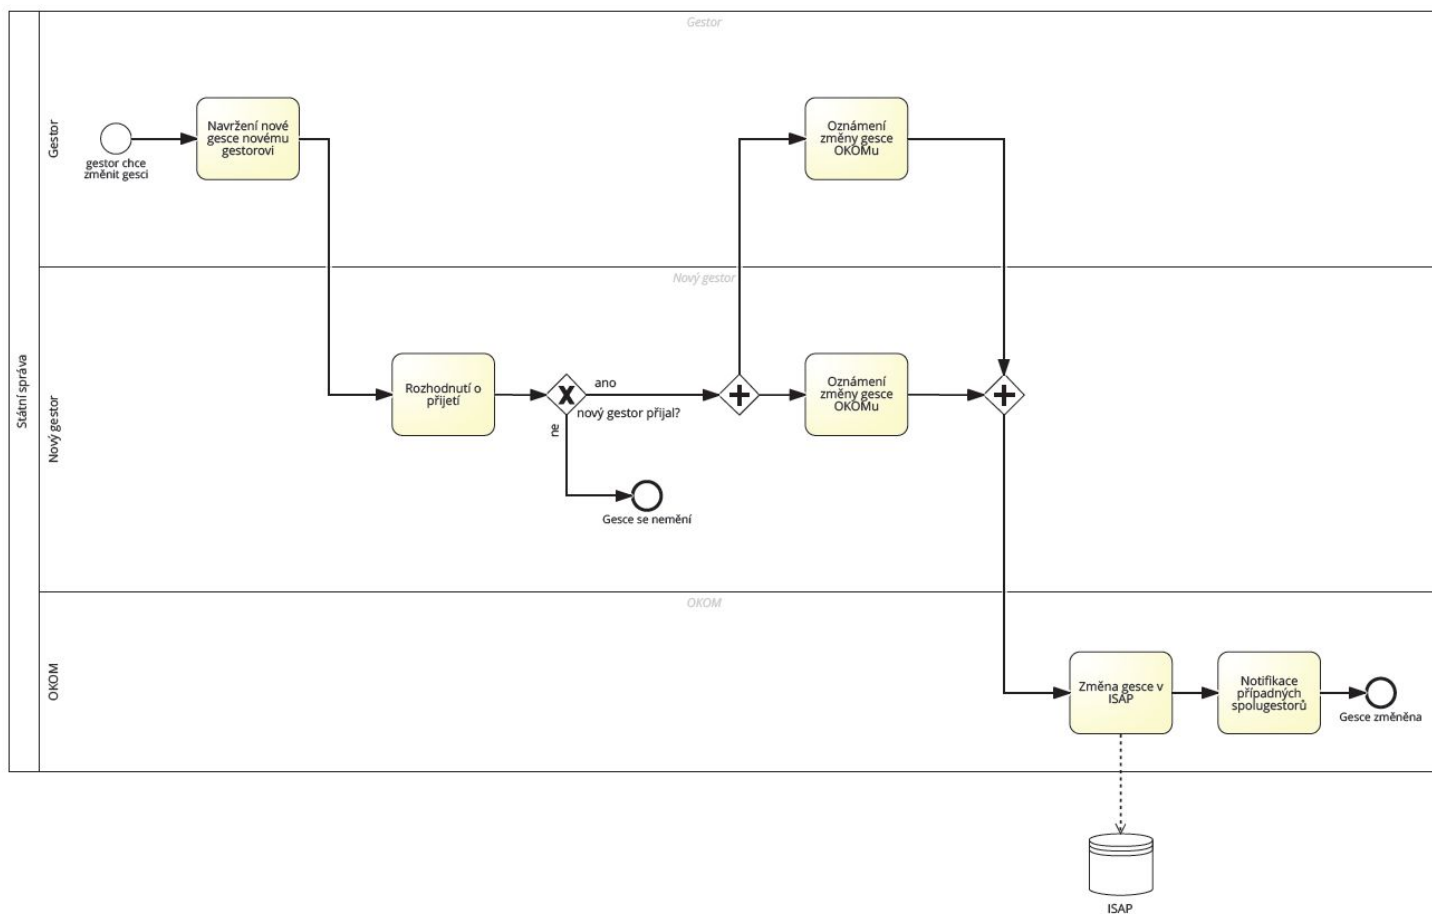 Státní správa
Gestor
Gestor
gestor chce
změnit gesci
Navržení nové
gesce novému
gestorovi
Oznámení
změny gesce
OKOMu
Nový gestor
Nový gestor
Rozhodnutí o
přijetí
ano
nový gestor přijal?
ne
Gesce se nemění
Oznámení
změny gesce
OKOMu
OKOM
OKOM
Změna gesce v
ISAP
Notifikace
případných
spolugestorů
Gesce změněna
ISAP